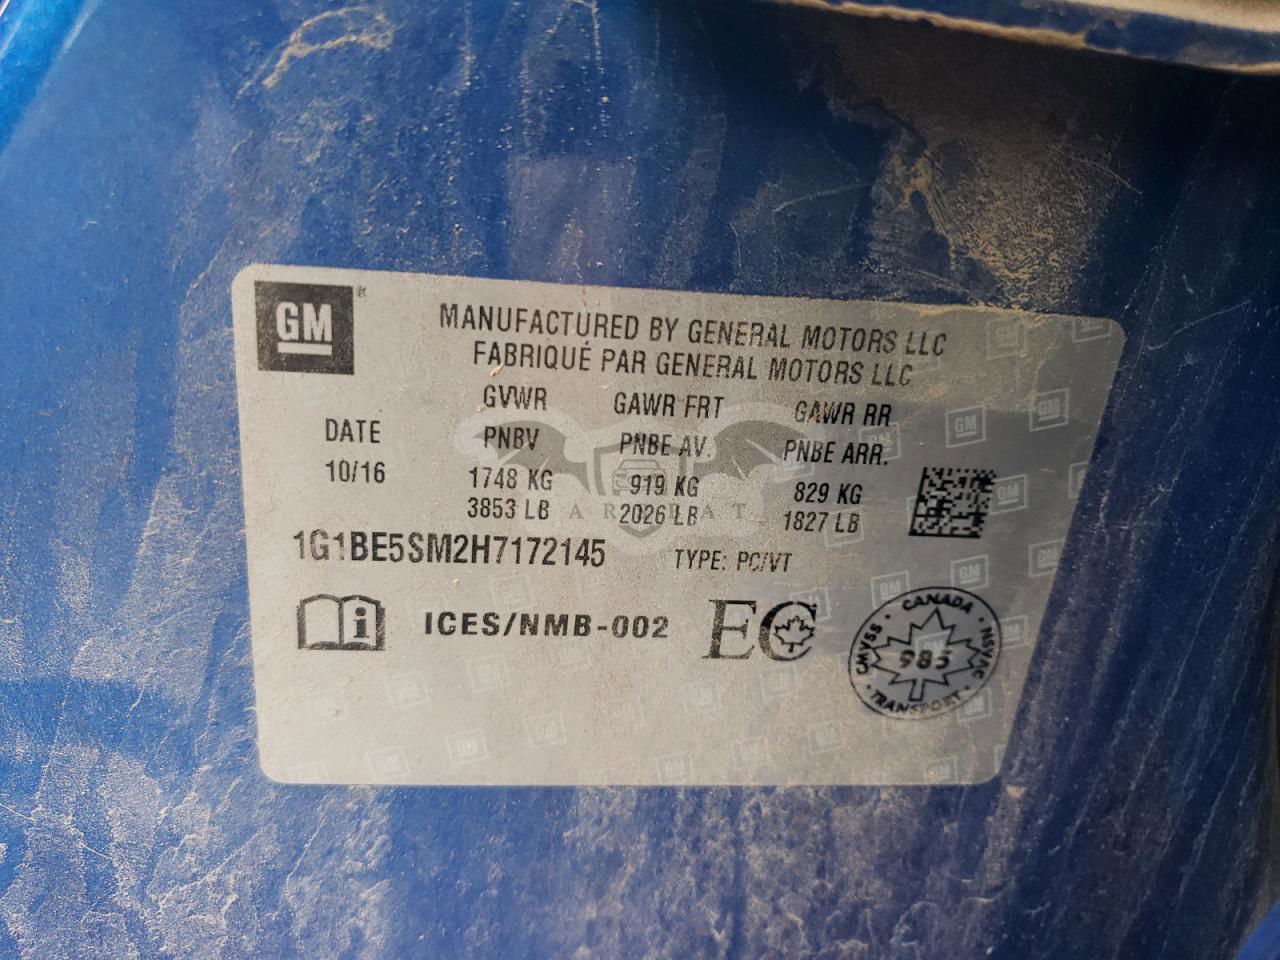 GM ®
MANUFACTURED BY GENERAL MOTORS LLC
FABRIQUÉ PAR GENERAL MOTORS LLC
DATE
10/16
GVWR
PNBV
1748 KG
3853 LB
GAWR FRT
PNBE AV.
919 KG
2026 LB
GAWR RR
PNBE ARR.
829 KG
1827 LB
1G1BE5SM2H7172145 TYPE: PC/VT
i ICES/NMB-002 EC
CANADA
CMVSS 985 NSVAC
TRANSPORT